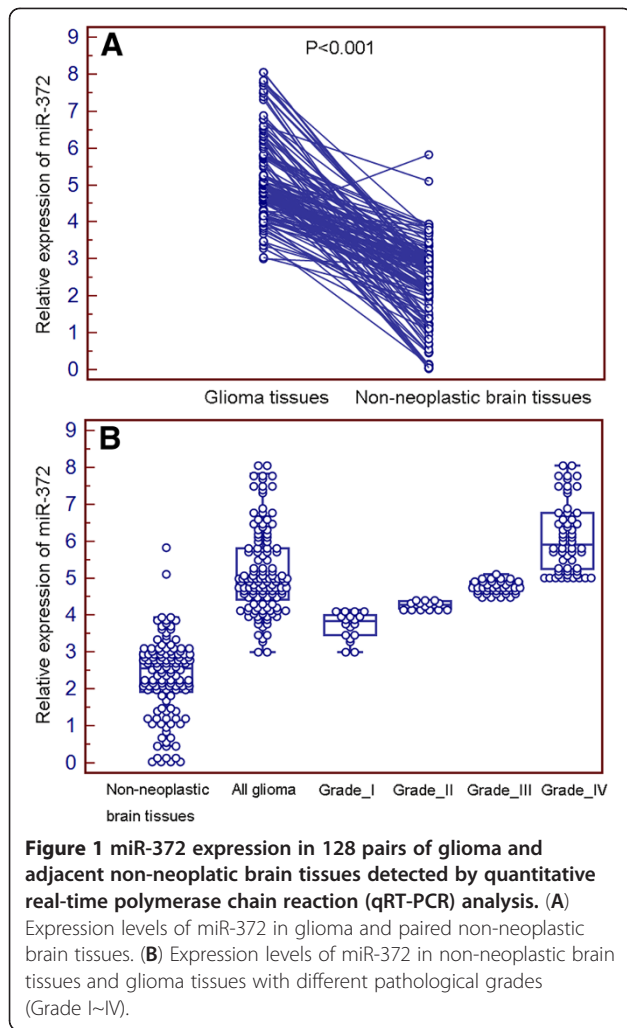 A
P<0.001
Relative expression of miR-372
9
8
7
6
5
4
3
2
1
0
Glioma tissues
Non-neoplastic brain tissues
B
Relative expression of miR-372
9
8
7
6
5
4
3
2
1
0
Non-neoplastic
brain tissues
All glioma
Grade_I
Grade_II
Grade_III
Grade_IV
Figure 1 miR-372 expression in 128 pairs of glioma and
adjacent non-neoplatic brain tissues detected by quantitative
real-time polymerase chain reaction (qRT-PCR) analysis. (A)
Expression levels of miR-372 in glioma and paired non-neoplastic
brain tissues. (B) Expression levels of miR-372 in non-neoplastic brain
tissues and glioma tissues with different pathological grades
(Grade I~IV).